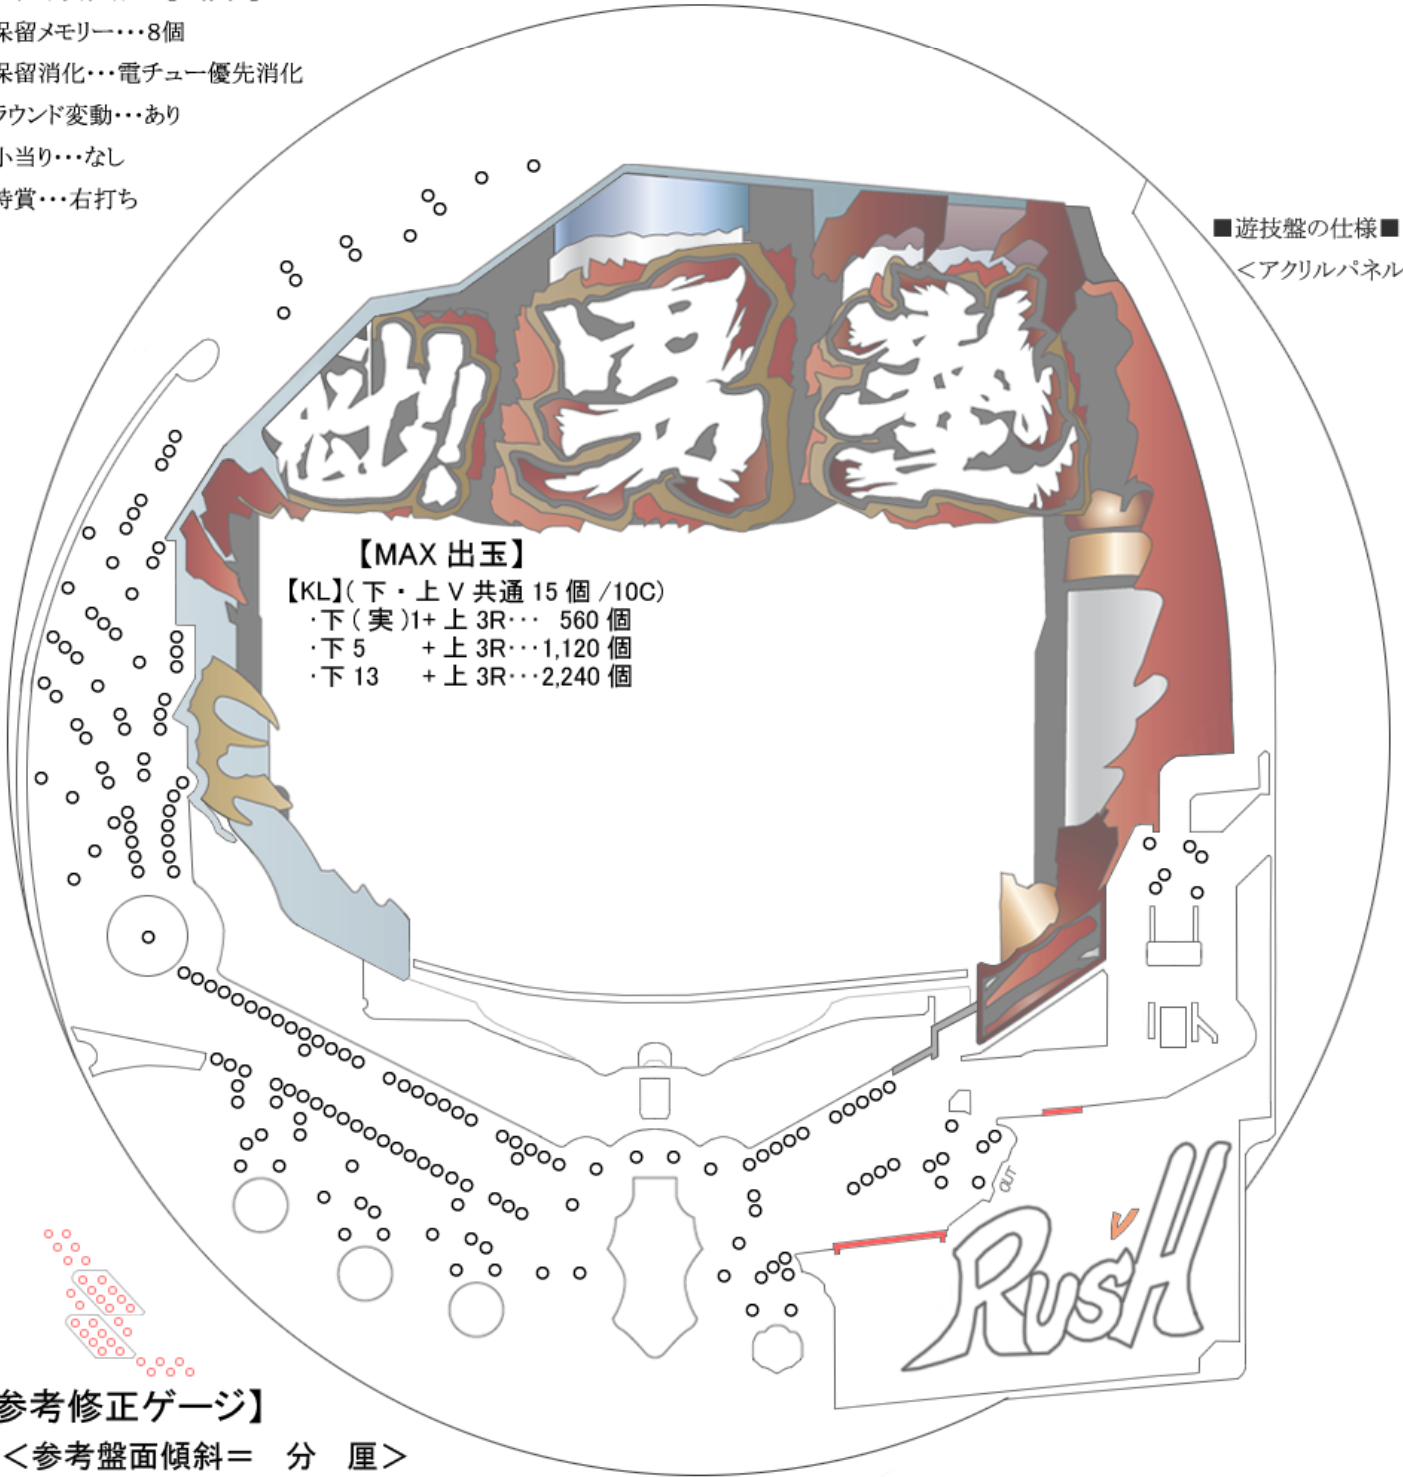 保留メモリー･･･8個
保留消化･･･電チュー優先消化
ラウンド変動･･･あり
小当り･･･なし
特賞･･･右打ち
■遊技盤の仕様■
＜アクリルパネル
魁!!
男
塾
【MAX 出玉】
【KL】( 下・上 V 共通 15 個 /10C)
･下 ( 実 )1+ 上 3R･･･ 560 個
･下 5 + 上 3R･･･1,120 個
･下 13 + 上 3R･･･2,240 個
OUT
V
RUSH
参考修正ゲージ】
＜参考盤面傾斜＝ 分 厘＞